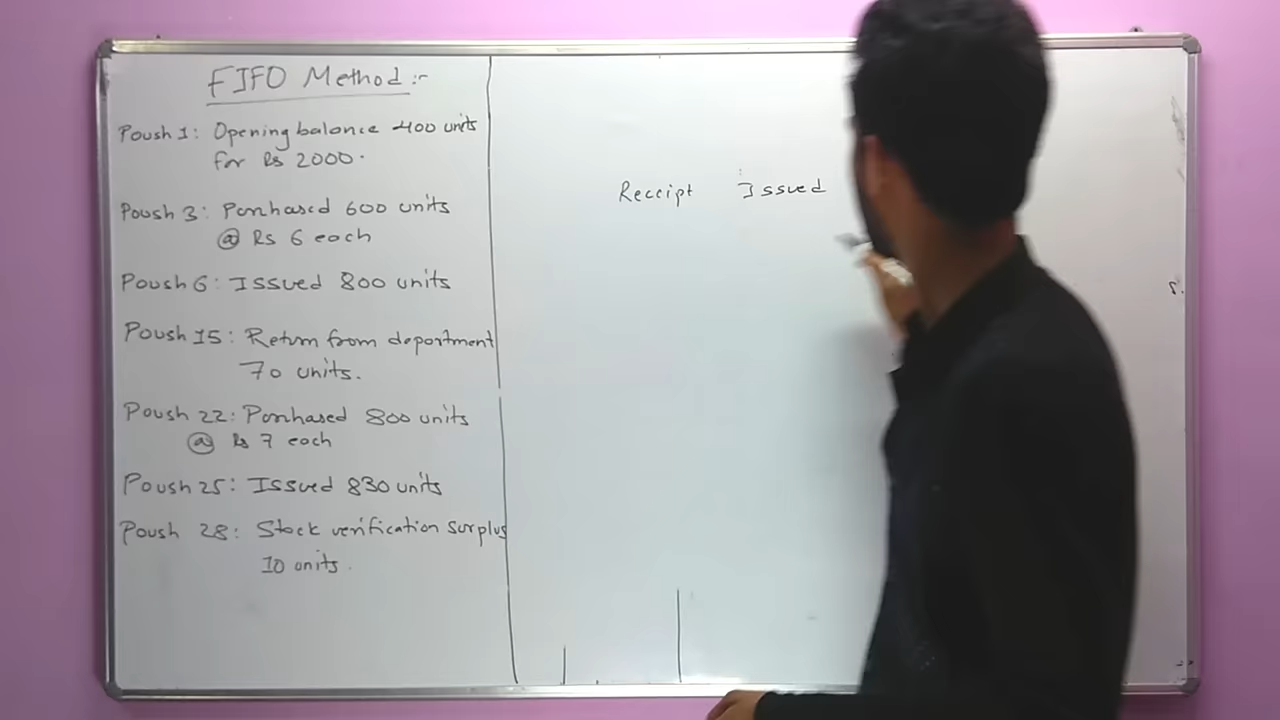 FIFO Method :-
Poush 1: Opening balance 400 units
for Rs 2000.
Poush 3: Porhased 600 units
@ Rs 6 each
Poush 6: Issued 800 units
Poush 15: Return from department
70 units.
Poush 22: Porhased 800 units
@ Rs 7 each
Poush 25: Issued 830 units
Poush 28: Stock verification surplus
10 units.
Receipt Issued